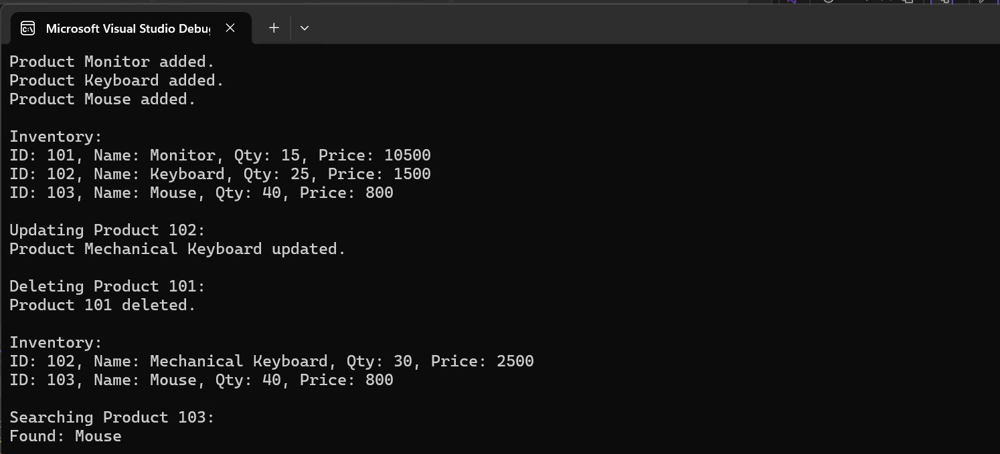 Microsoft Visual Studio Debu
Product Monitor added.
Product Keyboard added.
Product Mouse added.
Inventory:
ID: 101, Name: Monitor, Qty: 15, Price: 10500
ID: 102, Name: Keyboard, Qty: 25, Price: 1500
ID: 103, Name: Mouse, Qty: 40, Price: 800
Updating Product 102:
Product Mechanical Keyboard updated.
Deleting Product 101:
Product 101 deleted.
Inventory:
ID: 102, Name: Mechanical Keyboard, Qty: 30, Price: 2500
ID: 103, Name: Mouse, Qty: 40, Price: 800
Searching Product 103:
Found: Mouse